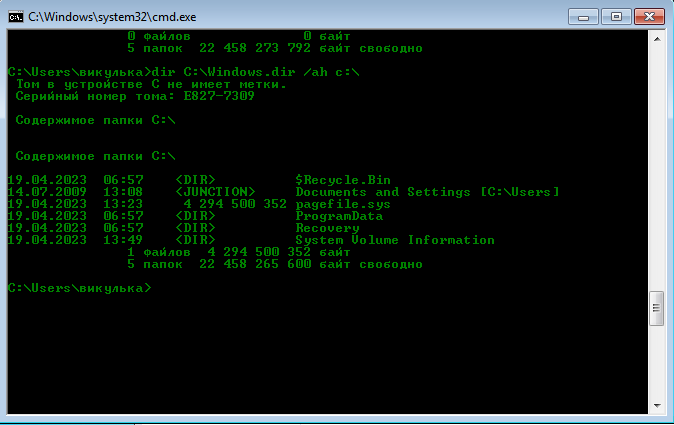 C:\Windows\system32\cmd.exe
0 файлов 0 байт
5 папок 22 458 273 792 байт свободно
C:\Users\викулька>dir C:\Windows.dir /ah c:\
Том в устройстве C не имеет метки.
Серийный номер тома: E827-7309
Содержимое папки C:\
Содержимое папки C:\
19.04.2023 06:57 <DIR> $Recycle.Bin
14.07.2009 13:08 <JUNCTION> Documents and Settings [C:\Users]
19.04.2023 13:23 4 294 500 352 pagefile.sys
19.04.2023 06:57 <DIR> ProgramData
19.04.2023 06:57 <DIR> Recovery
19.04.2023 13:49 <DIR> System Volume Information
1 файлов 4 294 500 352 байт
5 папок 22 458 265 600 байт свободно
C:\Users\викулька>